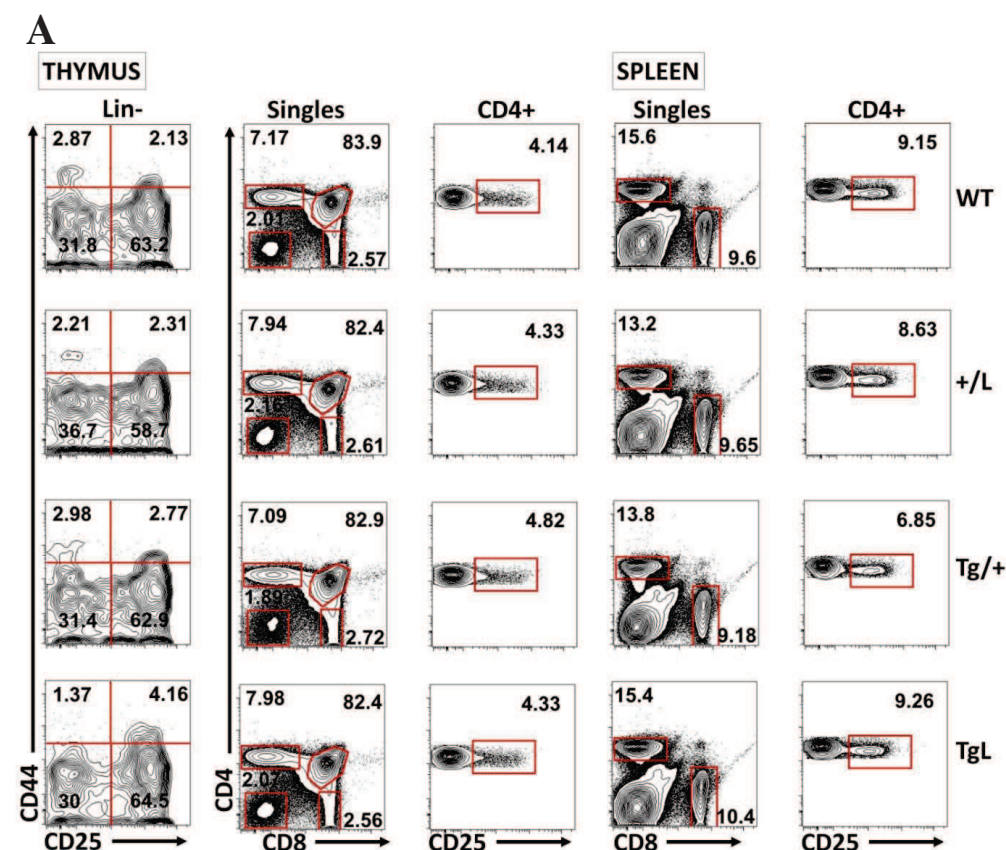 A
THYMUS SPLEEN
Lin- Singles CD4+ Singles CD4+
2.87 2.13 7.17 83.9 4.14 15.6 9.15
WT
31.8 63.2 2.01 2.57 9.6
2.21 2.31 7.94 82.4 4.33 13.2 8.63
+/L
36.7 58.7 2.16 2.61 9.65
2.98 2.77 7.09 82.9 4.82 13.8 6.85
Tg/+
31.4 62.9 1.89 2.72 9.18
1.37 4.16 7.98 82.4 4.33 15.4 9.26
TgL
30 64.5 2.07 2.56 10.4
CD44 CD4
CD25 CD8 CD25 CD8 CD25